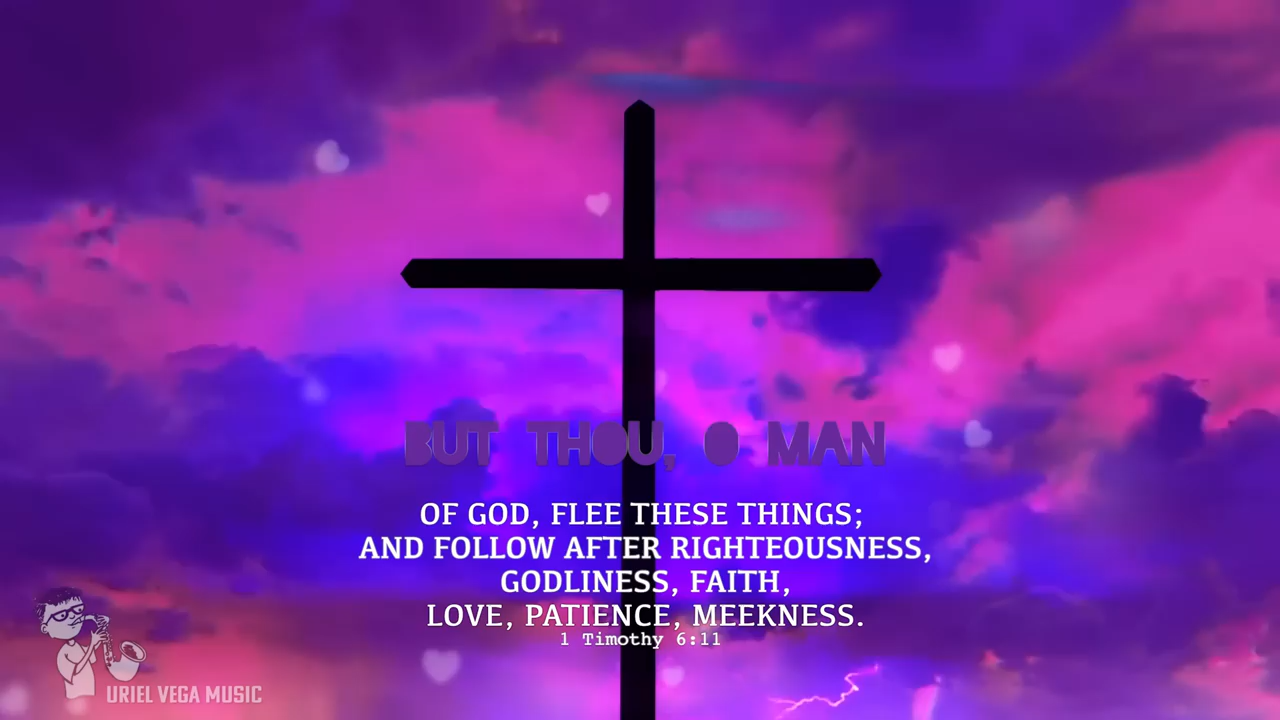 BUT THOU, O MAN
OF GOD, FLEE THESE THINGS;
AND FOLLOW AFTER RIGHTEOUSNESS,
GODLINESS, FAITH,
LOVE, PATIENCE, MEEKNESS.
1 Timothy 6:11
URIEL VEGA MUSIC